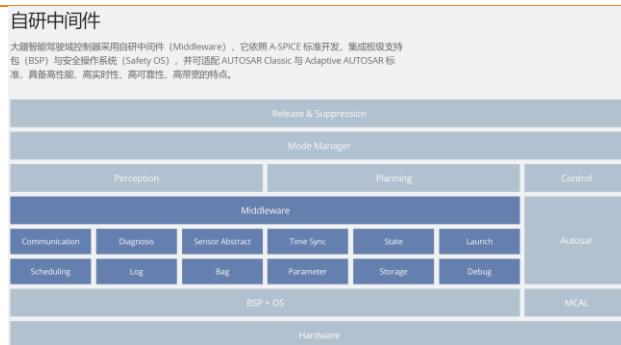 自研中间件
大疆智能驾驶域控制器采用自研中间件（Middleware），它依照 A-SPICE 标准开发，集成板级支持
包（BSP）与安全操作系统（Safety OS），并可适配 AUTOSAR Classic 与 Adaptive AUTOSAR 标
准，具备高性能、高实时性、高可靠性、高带宽的特点。
Release & Suppression
Mode Manager
Perception Planning Control
Middleware
Communication Diagnosis Sensor Abstract Time Sync State Launch Autosar
Scheduling Log Bag Parameter Storage Debug
BSP + OS MCAL
Hardware